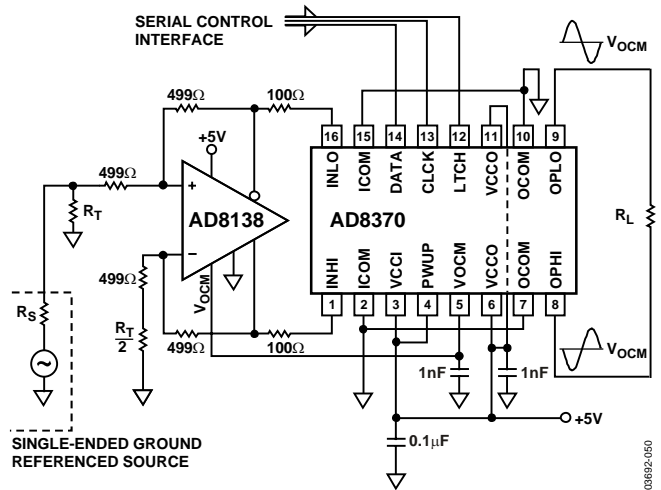 SERIAL CONTROL
INTERFACE
V_OCM
499Ω
100Ω
+5V
16
15
14
13
12
11
10
9
INLO
ICOM
DATA
CLCK
LTCH
VCCO
OCOM
OPLO
499Ω
+
R_T
AD8138
AD8370
R_L
−
499Ω
V_OCM
INHI
ICOM
VCCI
PWUP
VOCM
VCCO
OCOM
OPHI
R_S
R_T
2
499Ω
100Ω
1
2
3
4
5
6
7
8
V_OCM
1nF
1nF
+5V
0.1μF
SINGLE-ENDED GROUND
REFERENCED SOURCE
03692-050